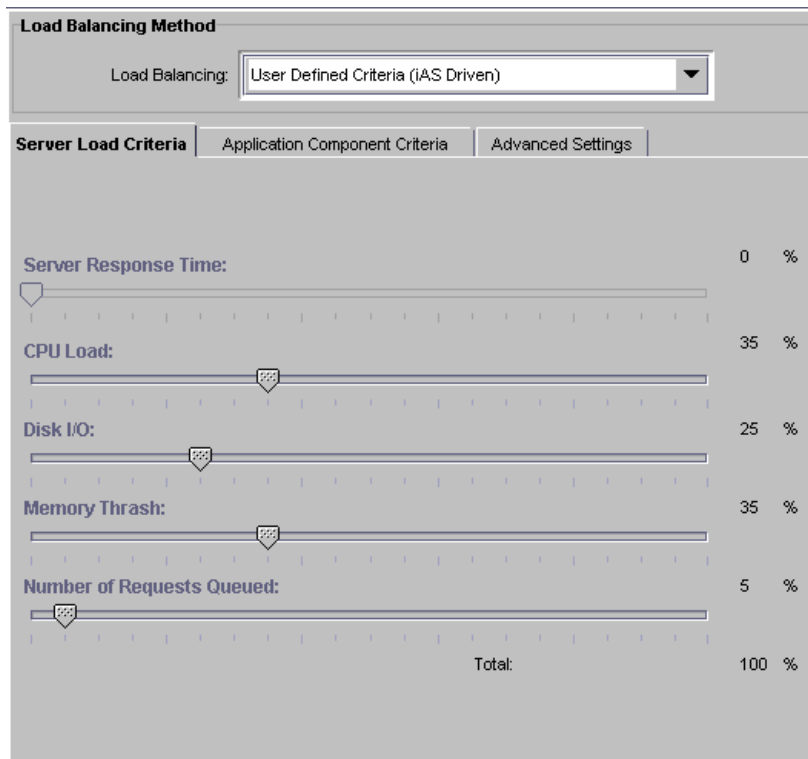 Load Balancing Method
Load Balancing: User Defined Criteria (iAS Driven)
Server Load Criteria Application Component Criteria Advanced Settings
Server Response Time: 0 %
CPU Load: 35 %
Disk I/O: 25 %
Memory Thrash: 35 %
Number of Requests Queued: 5 %
Total: 100 %